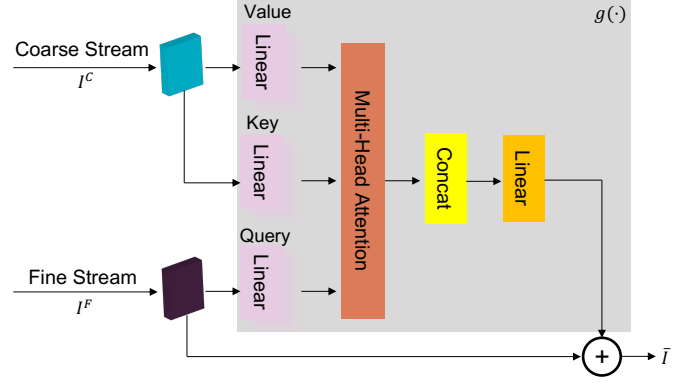 Value
g(·)
Coarse Stream
I^C
Linear
Key
Linear
Multi-Head Attention
Concat
Linear
Query
Linear
Fine Stream
I^F
+
Ī